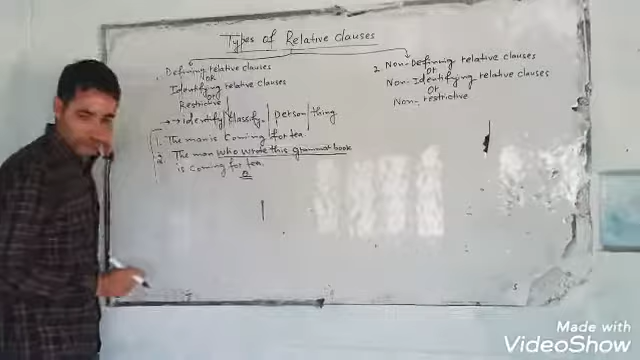 Types of Relative clauses
1. Defining relative clauses
OR
Identifying relative clauses
OR
Restrictive
→ identify | classify | person | thing
1. The man is coming for tea.
2. The man who wrote this grammar book
is coming for tea.
2. Non-Defining relative clauses
or
Non-Identifying relative clauses
or
Non-restrictive
Made with
VideoShow